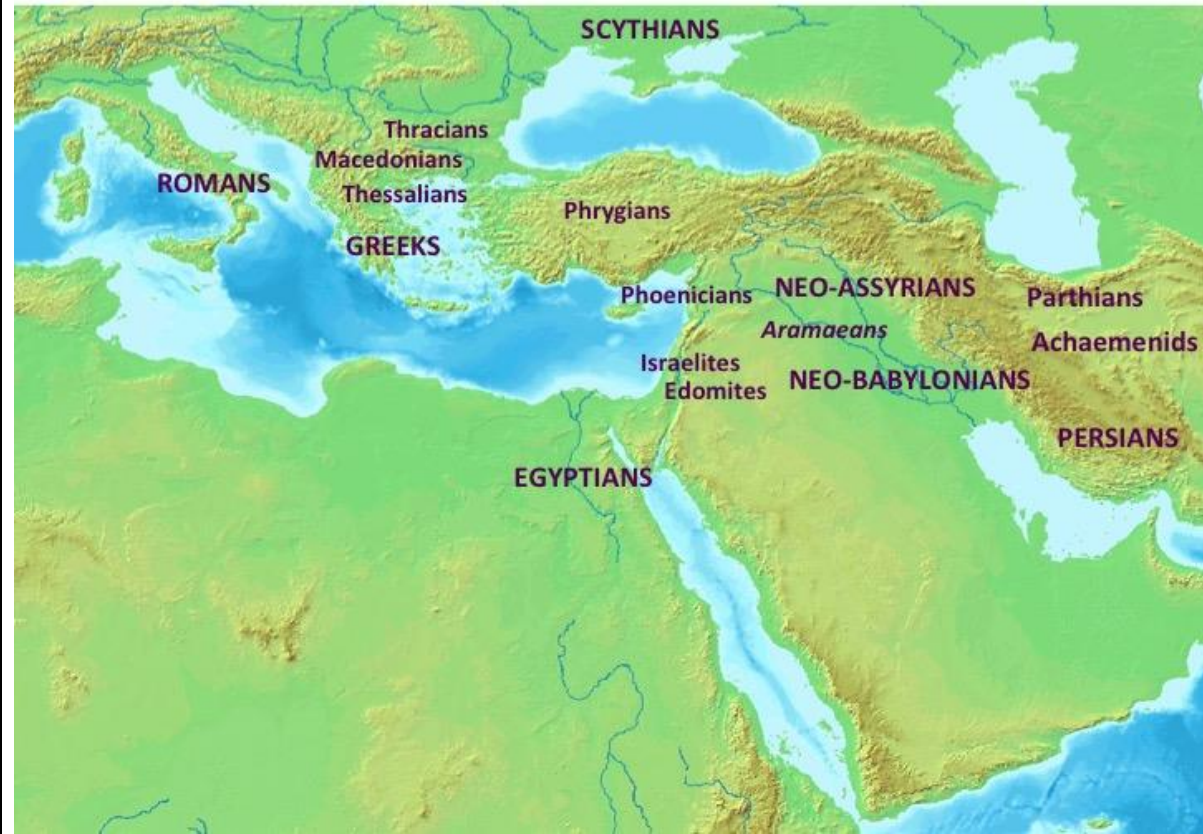 SCYTHIANS
Thracians
Macedonians
ROMANS
Thessalians
Phrygians
GREEKS
Phoenicians
NEO-ASSYRIANS
Parthians
Aramaeans
Achaemenids
Israelites
Edomites
NEO-BABYLONIANS
PERSIANS
EGYPTIANS